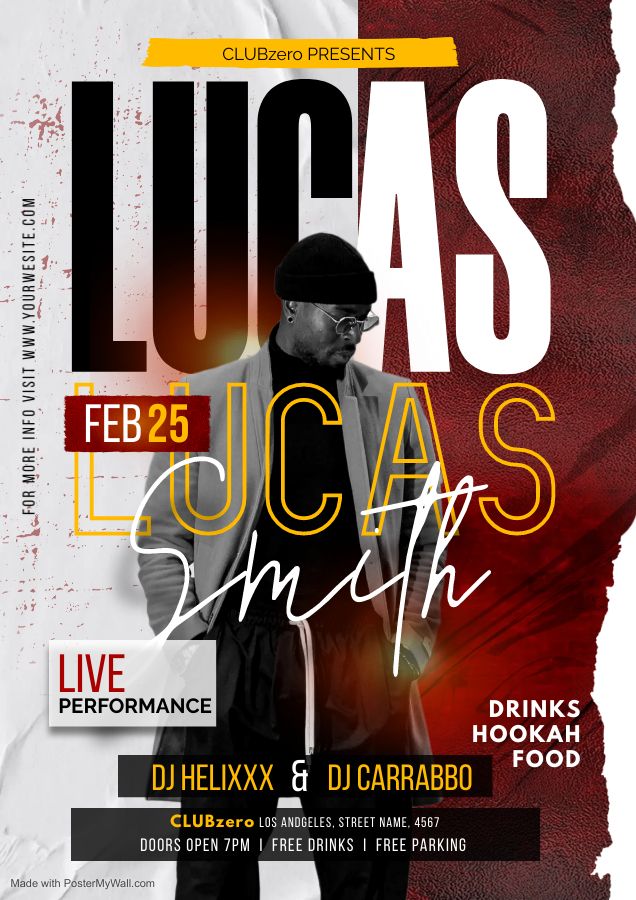 CLUBzero PRESENTS
LUCAS
FOR MORE INFO VISIT WWW.YOURWESITE.COM
LUCAS
FEB 25
Smith
LIVE
PERFORMANCE
DRINKS
HOOKAH
FOOD
DJ HELIXXX & DJ CARRABBO
CLUBzero LOS ANDGELES, STREET NAME, 4567
DOORS OPEN 7PM I FREE DRINKS I FREE PARKING
Made with PosterMyWall.com